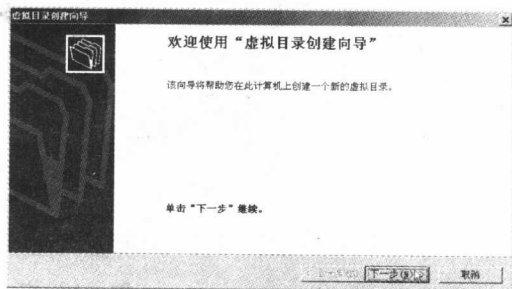 虚拟目录创建向导
欢迎使用“虚拟目录创建向导”
该向导将帮助您在此计算机上创建一个新的虚拟目录。
单击“下一步”继续。
下一步(N)>
取消